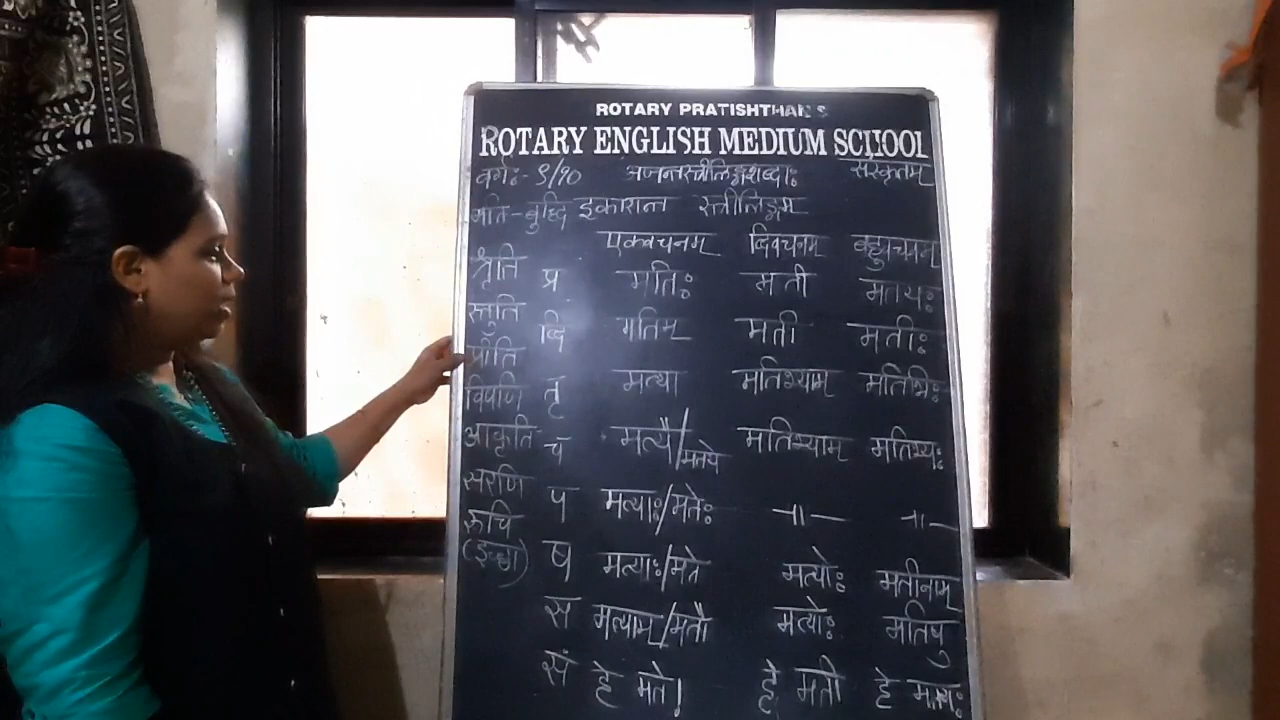 ROTARY PRATISHTHAN'S
ROTARY ENGLISH MEDIUM SCHOOL
वर्गः- ९/१० अजन्तस्त्रीलिङ्गशब्दाः संस्कृतम्
मति-बुद्धि इकारान्त स्त्रीलिङ्गम्
एकवचनम् द्विवचनम् बहुवचनम्
श्रृति प्र मतिः मती मतयः
स्तुति द्वि मतिम् मती मतीः
प्रीति
विपणि तृ मत्या मतिभ्याम् मतिभिः
आकृति च मत्यै/मतये मतिभ्याम् मतिभ्यः
सरणि प मत्याः/मतेः -॥- -॥-
रूचि
(इच्छा) ष मत्याः/मते मत्योः मतीनाम्
स मत्याम्/मतौ मत्योः मतिषु
सं हे मते! हे मती हे मतयः